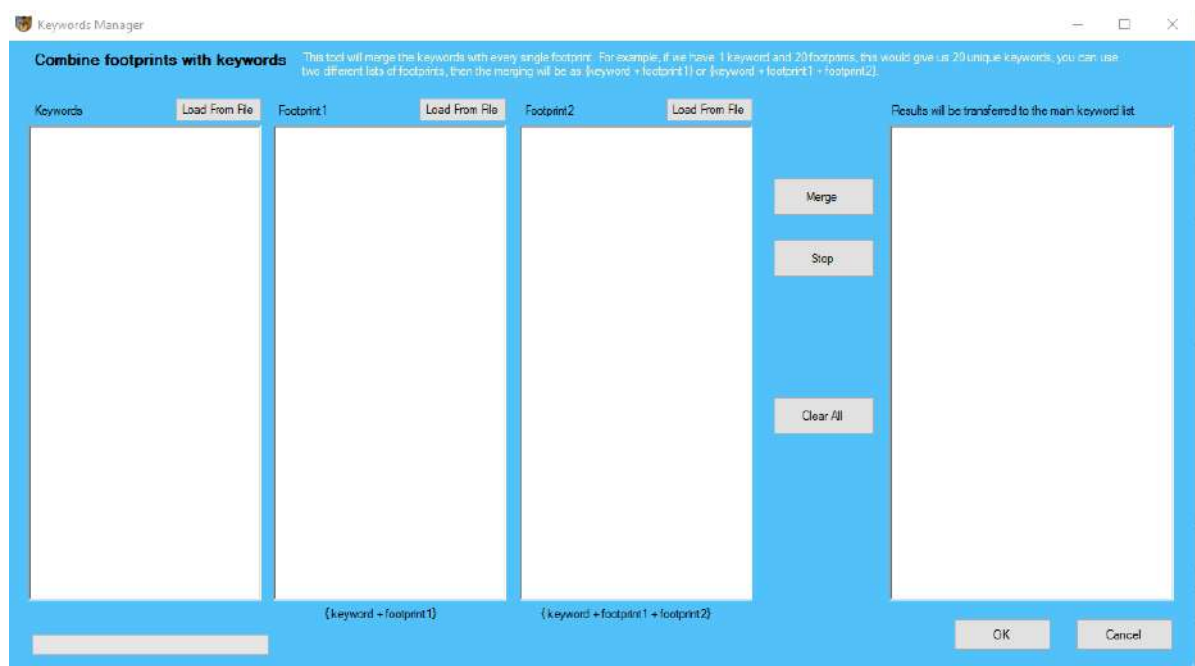 Keywords Manager
Combine footprints with keywords
This tool will merge the keywords with every single footprint. For example, if we have 1 keyword and 20 footprints, this would give us 20 unique keywords, you can use
two different lists of footprints, then the merging will be as {keyword + footprint1} or {keyword + footprint1 + footprint2}.
Keywords
Load From File
Footprint1
Load From File
Footprint2
Load From File
Results will be transferred to the main keyword list
Merge
Stop
Clear All
{keyword + footprint1}
{keyword + footprint1 + footprint2}
OK
Cancel